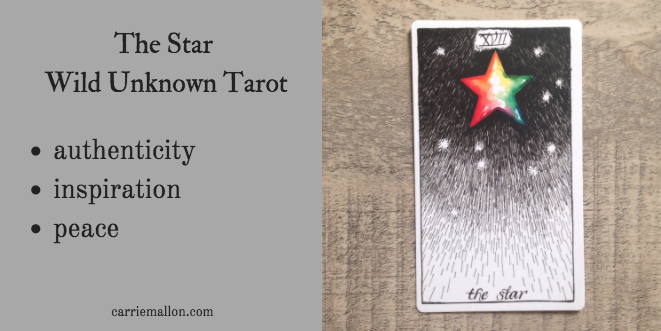 The Star
Wild Unknown Tarot
authenticity
inspiration
peace
carriemallon.com
XVII
the star